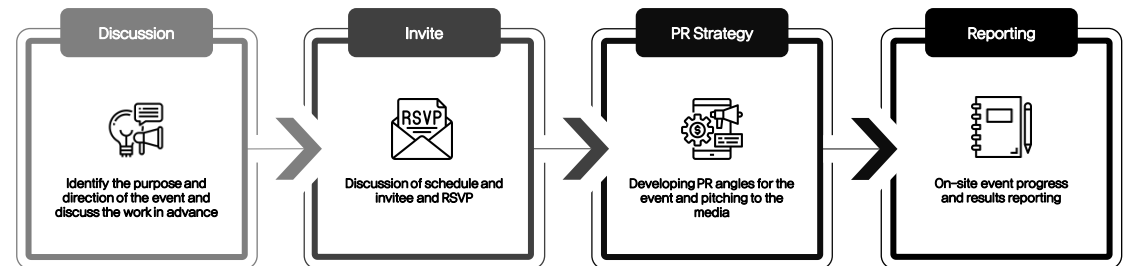 Discussion
Identify the purpose and
direction of the event and
discuss the work in advance
Invite
RSVP
Discussion of schedule and
invitee and RSVP
PR Strategy
Developing PR angles for the
event and pitching to the
media
Reporting
On-site event progress
and results reporting